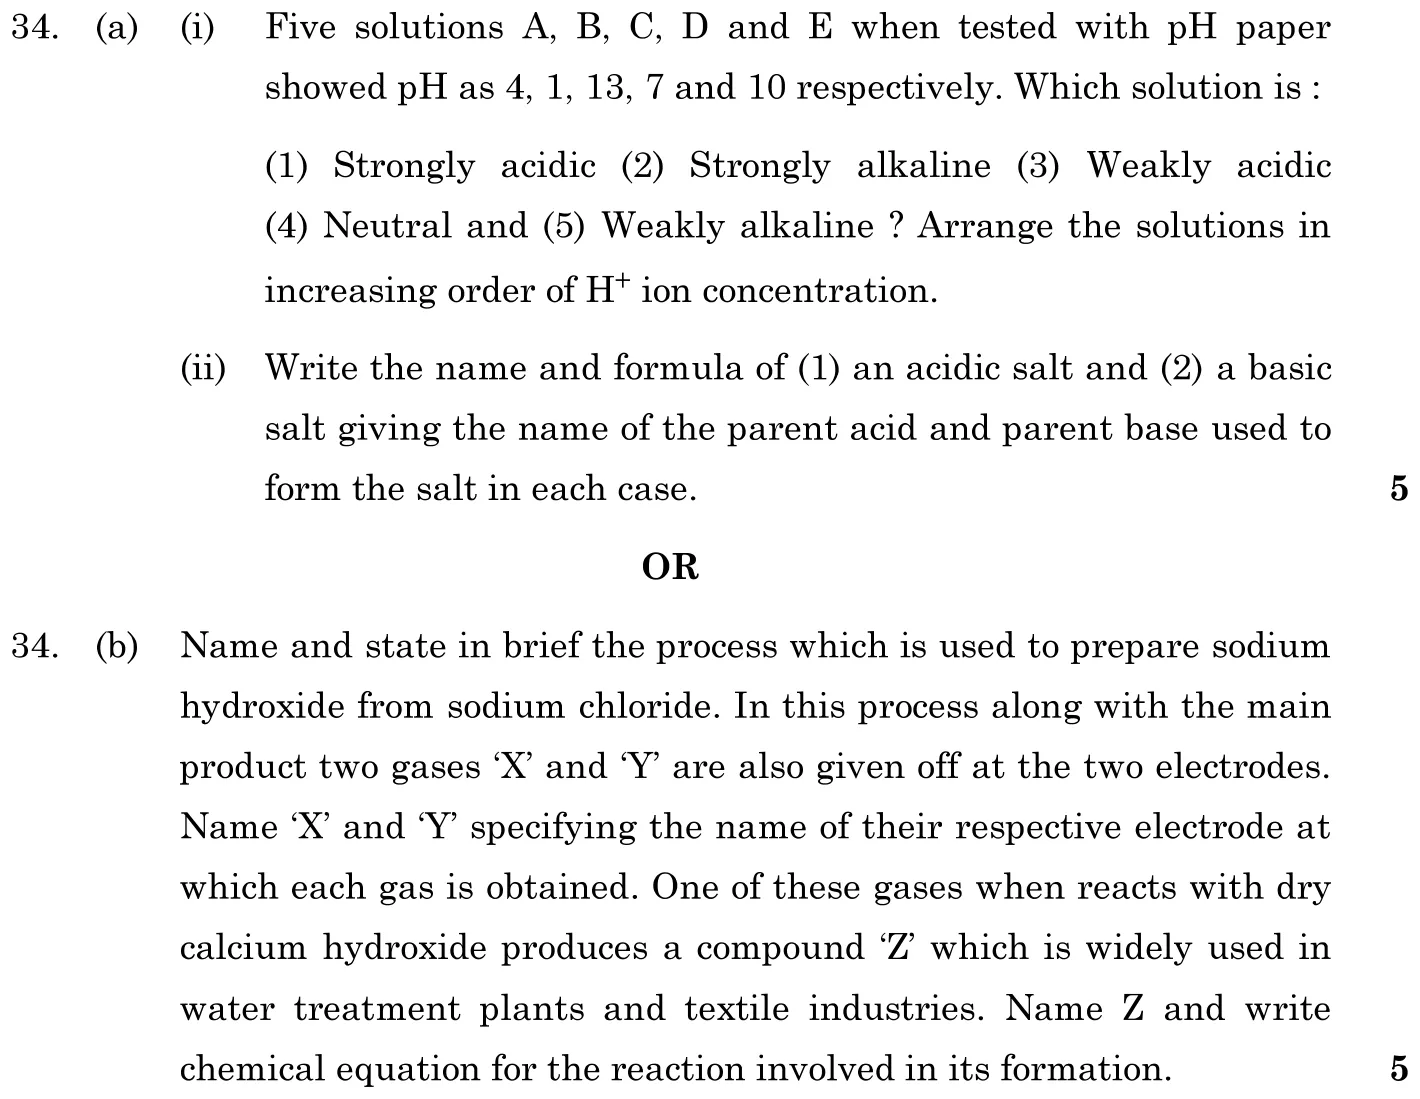 34. (a) (i) Five solutions A, B, C, D and E when tested with pH paper
showed pH as 4, 1, 13, 7 and 10 respectively. Which solution is :
(1) Strongly acidic (2) Strongly alkaline (3) Weakly acidic
(4) Neutral and (5) Weakly alkaline ? Arrange the solutions in
increasing order of H⁺ ion concentration.
(ii) Write the name and formula of (1) an acidic salt and (2) a basic
salt giving the name of the parent acid and parent base used to
form the salt in each case. 5
OR
34. (b) Name and state in brief the process which is used to prepare sodium
hydroxide from sodium chloride. In this process along with the main
product two gases ‘X’ and ‘Y’ are also given off at the two electrodes.
Name ‘X’ and ‘Y’ specifying the name of their respective electrode at
which each gas is obtained. One of these gases when reacts with dry
calcium hydroxide produces a compound ‘Z’ which is widely used in
water treatment plants and textile industries. Name Z and write
chemical equation for the reaction involved in its formation. 5